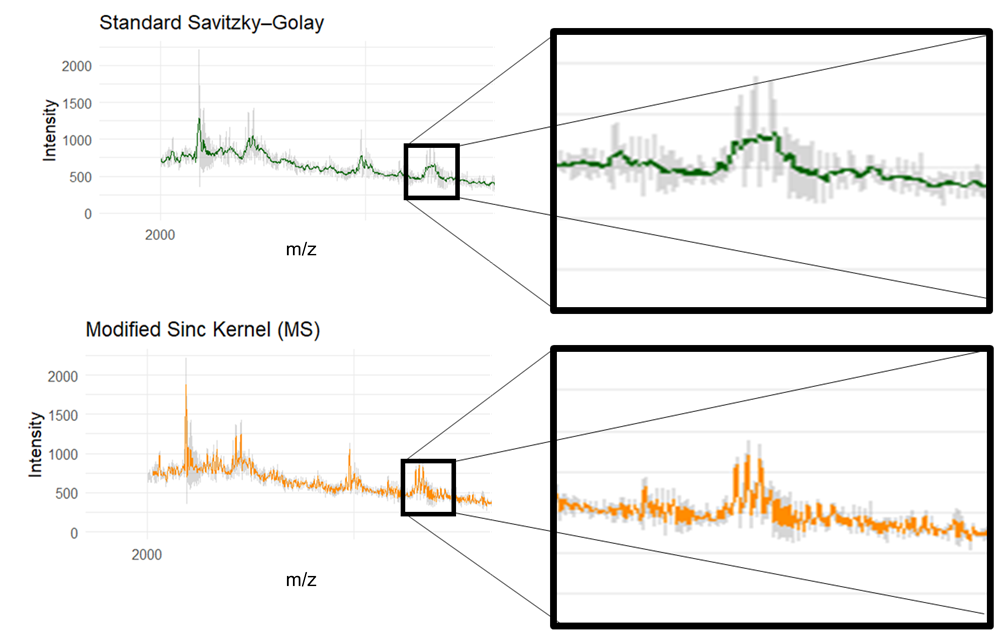 Standard Savitzky–Golay
2000
1500
1000
500
0
Intensity
2000
m/z
Modified Sinc Kernel (MS)
2000
1500
1000
500
0
Intensity
2000
m/z